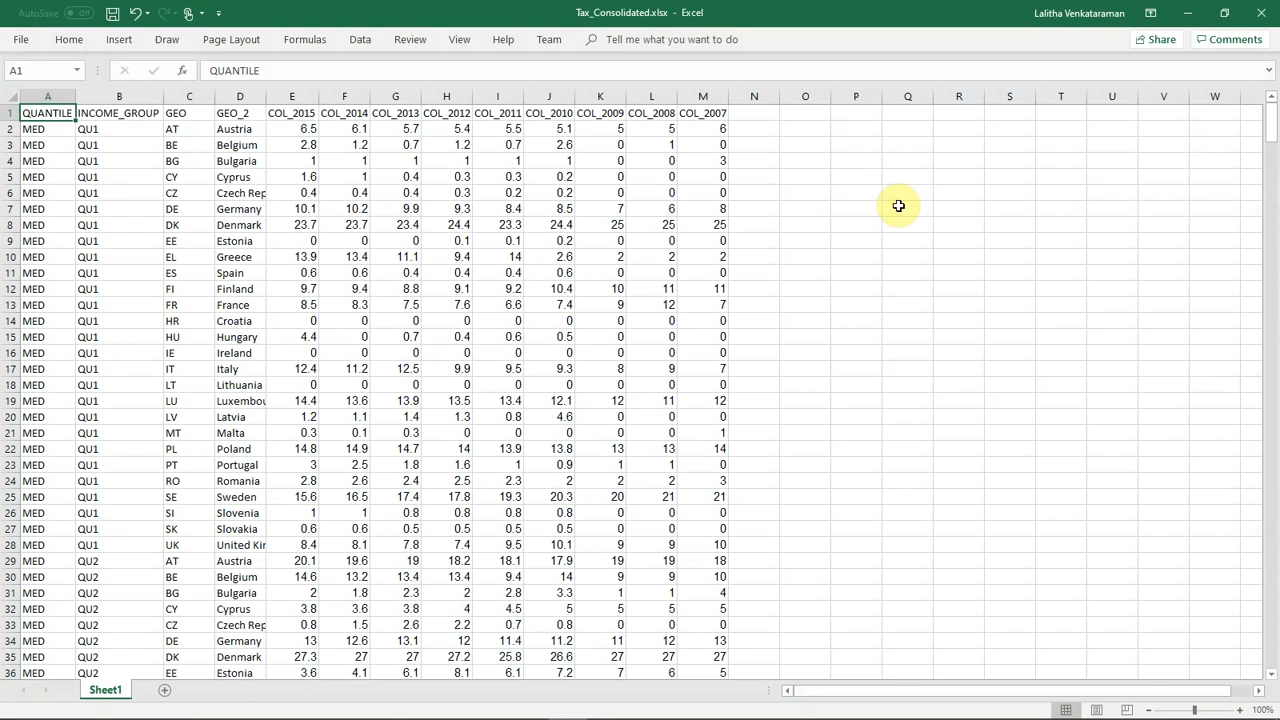 AutoSave Off
Tax_Consolidated.xlsx - Excel
Lalitha Venkataraman
File Home Insert Draw Page Layout Formulas Data Review View Help Team Tell me what you want to do Share Comments
A1 fx QUANTILE
A B C D E F G H I J K L M N O P Q R S T U V W
1 QUANTILE INCOME_GROUP GEO GEO_2 COL_2015 COL_2014 COL_2013 COL_2012 COL_2011 COL_2010 COL_2009 COL_2008 COL_2007
2 MED QU1 AT Austria 6.5 6.1 5.7 5.4 5.5 5.1 5 5 6
3 MED QU1 BE Belgium 2.8 1.2 0.7 1.2 0.7 2.6 0 1 0
4 MED QU1 BG Bulgaria 1 1 1 1 1 1 0 0 3
5 MED QU1 CY Cyprus 1.6 1 0.4 0.3 0.3 0.2 0 0 0
6 MED QU1 CZ Czech Rep 0.4 0.4 0.4 0.3 0.2 0.2 0 0 0
7 MED QU1 DE Germany 10.1 10.2 9.9 9.3 8.4 8.5 7 6 8
8 MED QU1 DK Denmark 23.7 23.7 23.4 24.4 23.3 24.4 25 25 25
9 MED QU1 EE Estonia 0 0 0 0.1 0.1 0.2 0 0 0
10 MED QU1 EL Greece 13.9 13.4 11.1 9.4 14 2.6 2 2 2
11 MED QU1 ES Spain 0.6 0.6 0.4 0.4 0.4 0.6 0 0 0
12 MED QU1 FI Finland 9.7 9.4 8.8 9.1 9.2 10.4 10 11 11
13 MED QU1 FR France 8.5 8.3 7.5 7.6 6.6 7.4 9 12 7
14 MED QU1 HR Croatia 0 0 0 0 0 0 0 0 0
15 MED QU1 HU Hungary 4.4 0 0.7 0.4 0.6 0.5 0 0 0
16 MED QU1 IE Ireland 0 0 0 0 0 0 0 0 0
17 MED QU1 IT Italy 12.4 11.2 12.5 9.9 9.5 9.3 8 9 7
18 MED QU1 LT Lithuania 0 0 0 0 0 0 0 0 0
19 MED QU1 LU Luxembou 14.4 13.6 13.9 13.5 13.4 12.1 12 11 12
20 MED QU1 LV Latvia 1.2 1.1 1.4 1.3 0.8 4.6 0 0 0
21 MED QU1 MT Malta 0.3 0.1 0.3 0 0 0 0 0 1
22 MED QU1 PL Poland 14.8 14.9 14.7 14 13.9 13.8 13 13 14
23 MED QU1 PT Portugal 3 2.5 1.8 1.6 1 0.9 1 1 0
24 MED QU1 RO Romania 2.8 2.6 2.4 2.5 2.3 2 2 2 3
25 MED QU1 SE Sweden 15.6 16.5 17.4 17.8 19.3 20.3 20 21 21
26 MED QU1 SI Slovenia 1 1 0.8 0.8 0.8 0.8 0 0 0
27 MED QU1 SK Slovakia 0.6 0.6 0.5 0.5 0.5 0.5 0 0 0
28 MED QU1 UK United Kin 8.4 8.1 7.8 7.4 9.5 10.1 9 9 10
29 MED QU2 AT Austria 20.1 19.6 19 18.2 18.1 17.9 19 19 18
30 MED QU2 BE Belgium 14.6 13.2 13.4 13.4 9.4 14 9 9 10
31 MED QU2 BG Bulgaria 2 1.8 2.3 2 2.8 3.3 1 1 4
32 MED QU2 CY Cyprus 3.8 3.6 3.8 4 4.5 5 5 5 5
33 MED QU2 CZ Czech Rep 0.8 1.5 2.6 2.2 0.7 0.8 0 0 0
34 MED QU2 DE Germany 13 12.6 13.1 12 11.4 11.2 11 12 13
35 MED QU2 DK Denmark 27.3 27 27 27.2 25.8 26.6 27 27 27
36 MED QU2 EE Estonia 3.6 4.1 6.1 8.1 6.1 7.2 7 6 5
Sheet1
100%